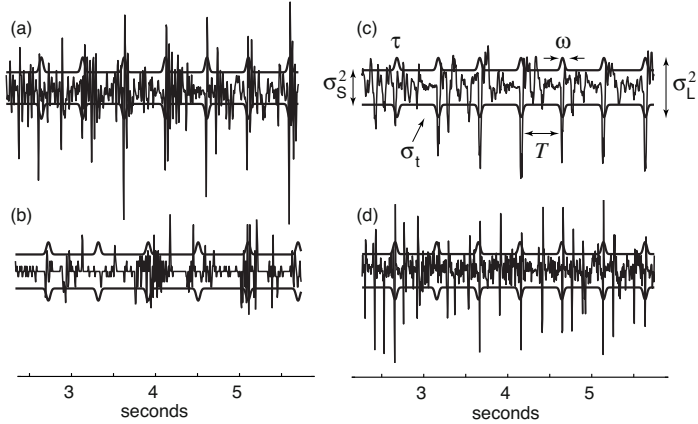 (a)
(b)
3 4 5
seconds
(c)
τ ω
σ_S^2 σ_L^2
σ_t T
(d)
3 4 5
seconds